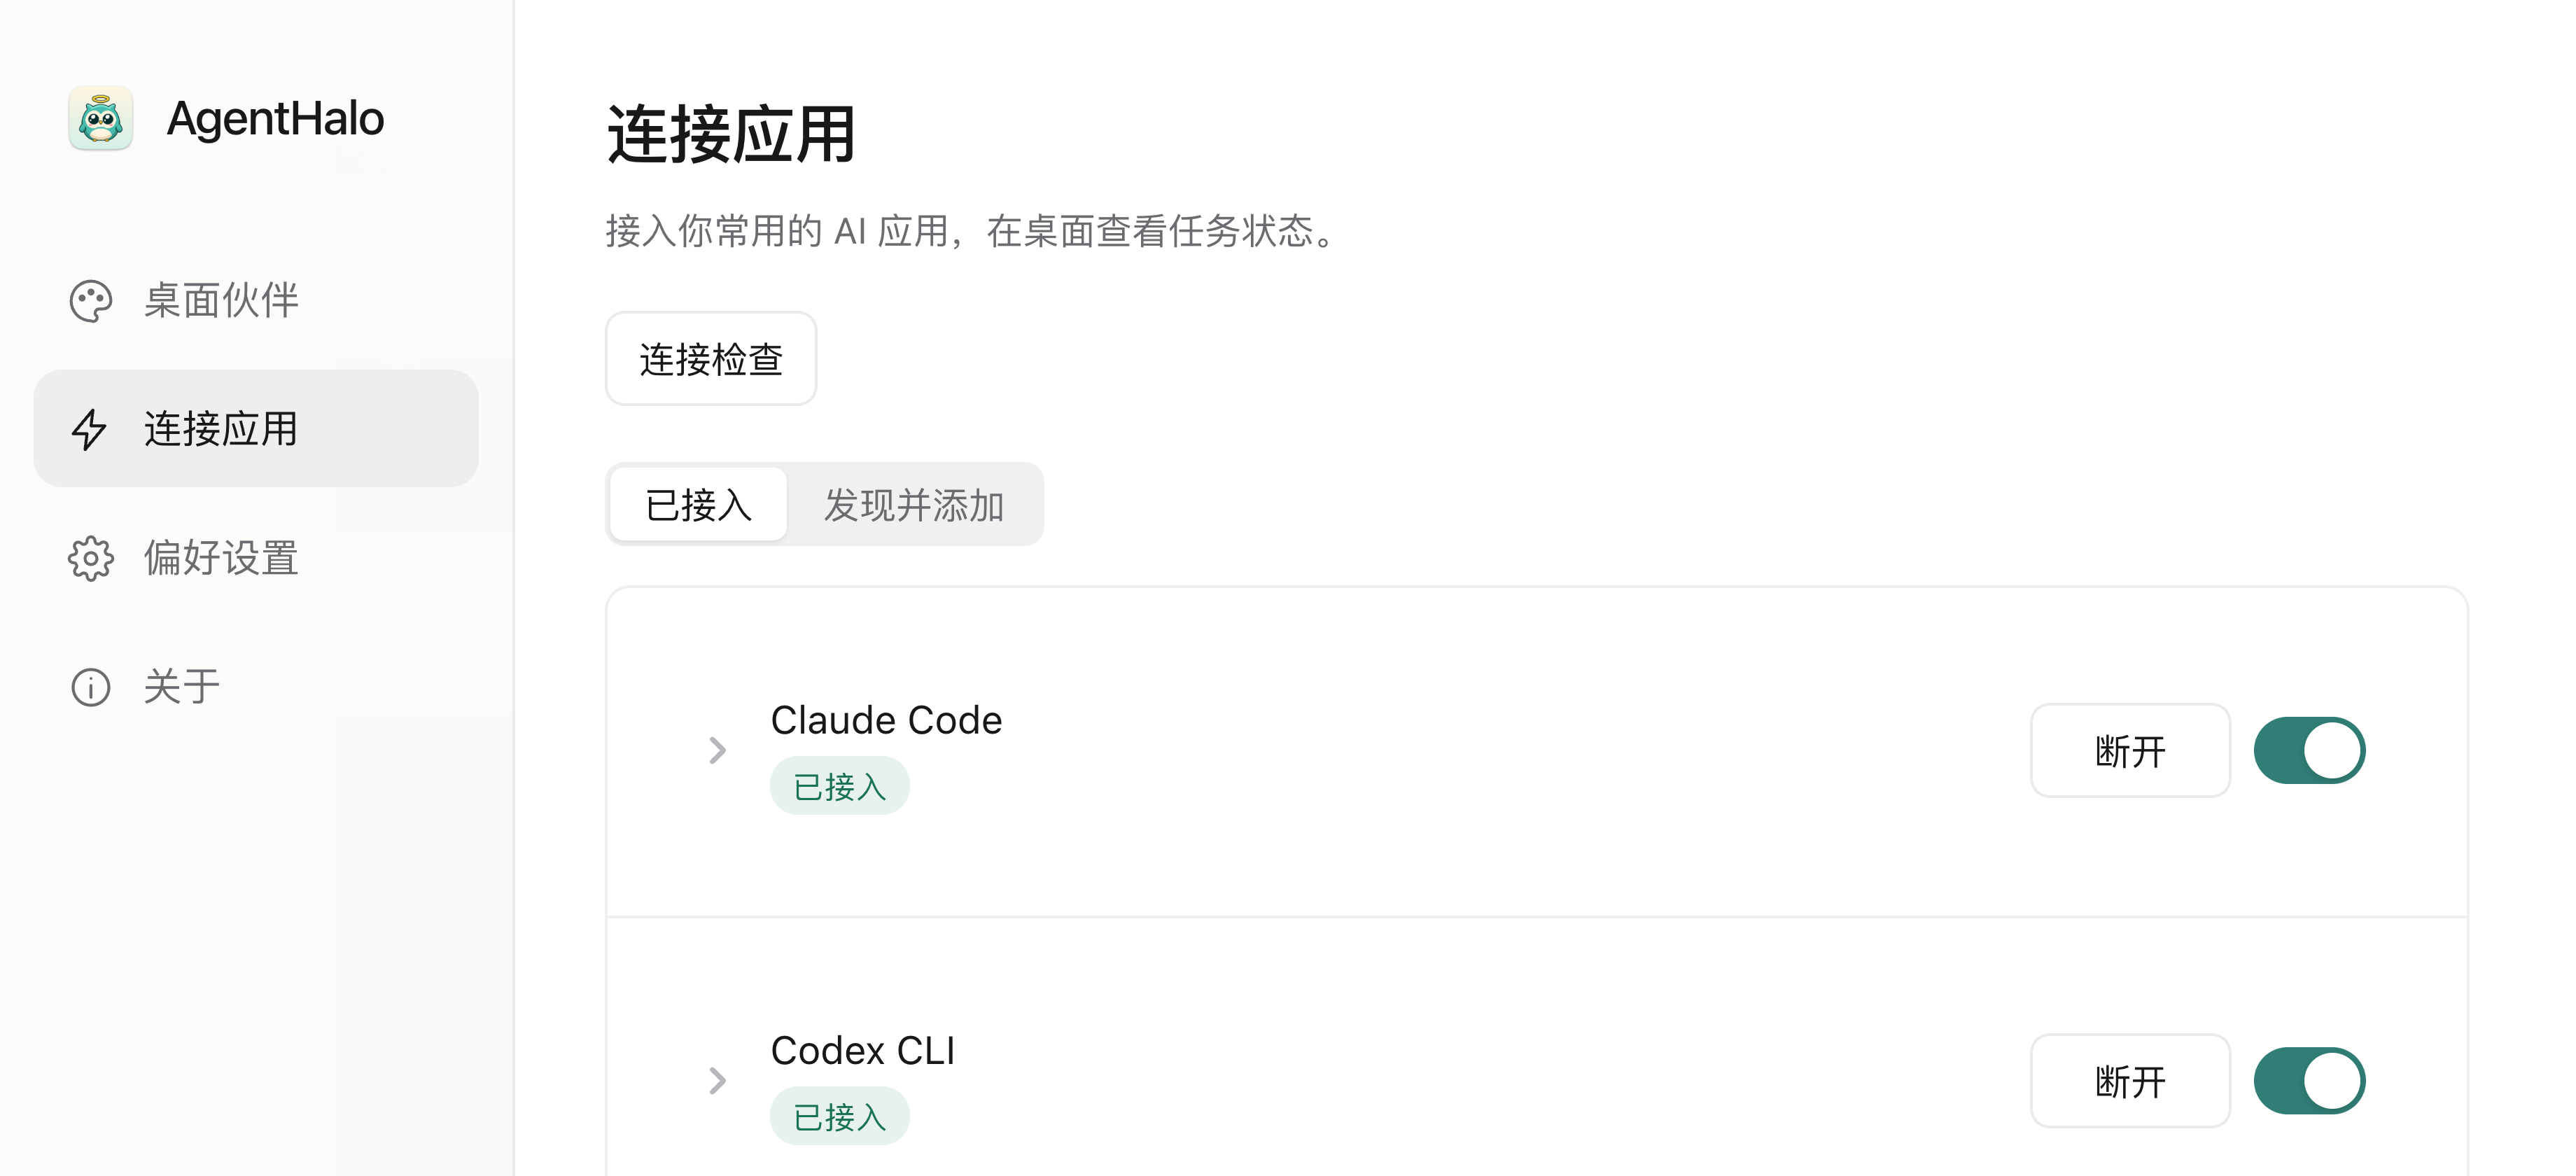 AgentHalo
桌面伙伴
连接应用
偏好设置
关于
连接应用
接入你常用的 AI 应用，在桌面查看任务状态。
连接检查
已接入
发现并添加
Claude Code
已接入
断开
Codex CLI
已接入
断开